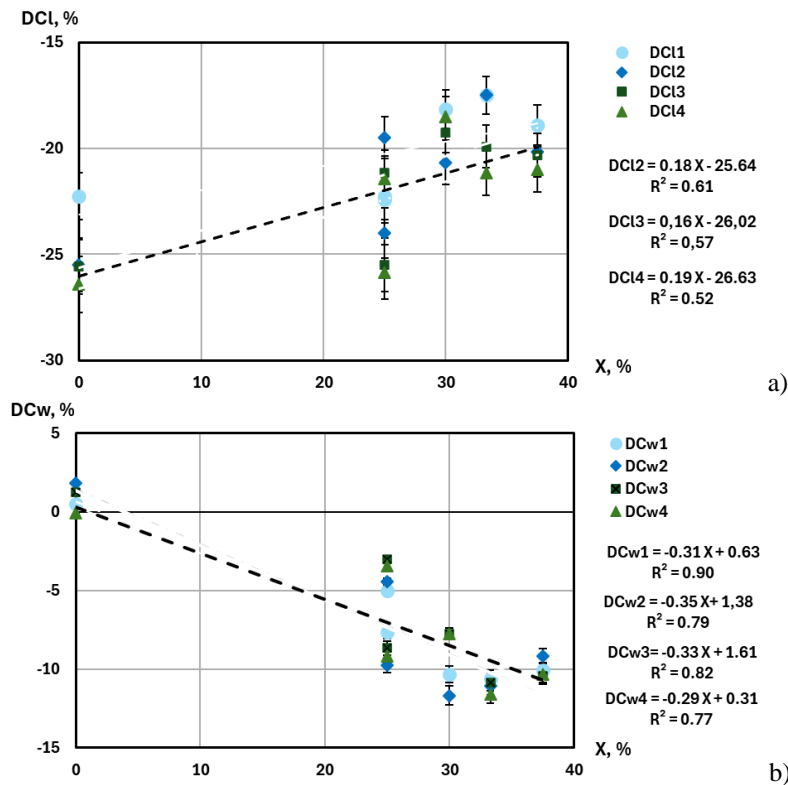 DCl, %
-15
-20
-25
-30
0
10
20
30
40
X, %
DCl1
DCl2
DCl3
DCl4
DCl2 = 0.18 X - 25.64
R² = 0.61
DCl3 = 0,16 X - 26,02
R² = 0,57
DCl4 = 0.19 X - 26.63
R² = 0.52
a)
DCw, %
5
0
-5
-10
-15
0
10
20
30
40
X, %
DCw1
DCw2
DCw3
DCw4
DCw1 = -0.31 X + 0.63
R² = 0.90
DCw2 = -0.35 X + 1,38
R² = 0.79
DCw3 = -0.33 X + 1.61
R² = 0.82
DCw4 = -0.29 X + 0.31
R² = 0.77
b)